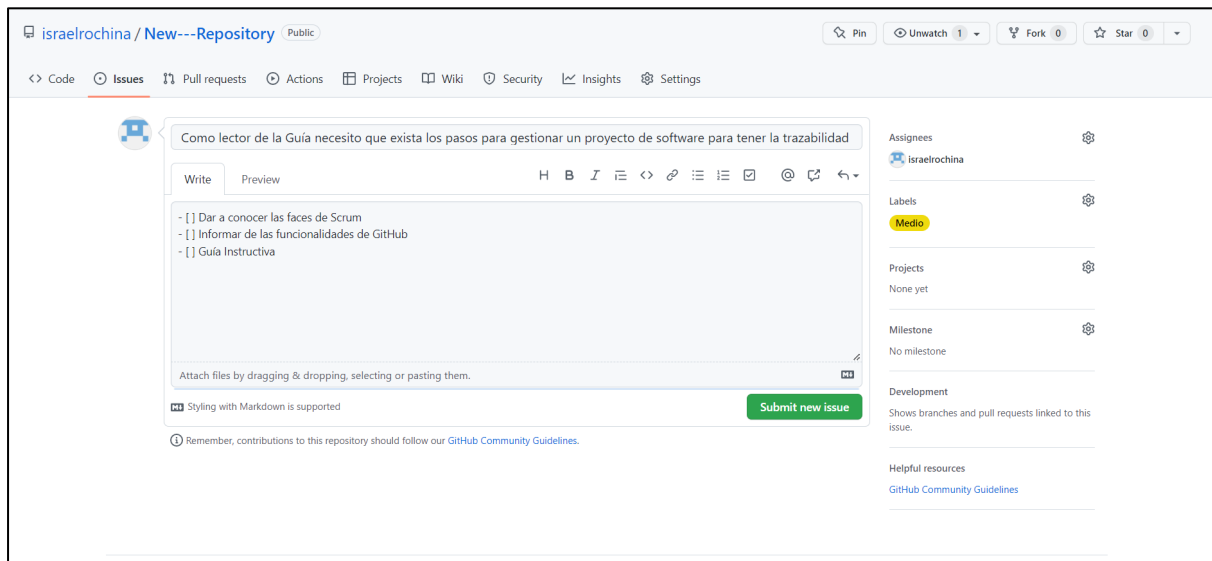 israelrochina / New---Repository Public
Pin
Unwatch 1
Fork 0
Star 0
Code
Issues
Pull requests
Actions
Projects
Wiki
Security
Insights
Settings
Como lector de la Guía necesito que exista los pasos para gestionar un proyecto de software para tener la trazabilidad
Write
Preview
- [ ] Dar a conocer las faces de Scrum
- [ ] Informar de las funcionalidades de GitHub
- [ ] Guía Instructiva
Attach files by dragging & dropping, selecting or pasting them.
Styling with Markdown is supported
Submit new issue
Remember, contributions to this repository should follow our GitHub Community Guidelines.
Assignees
israelrochina
Labels
Medio
Projects
None yet
Milestone
No milestone
Development
Shows branches and pull requests linked to this
issue.
Helpful resources
GitHub Community Guidelines